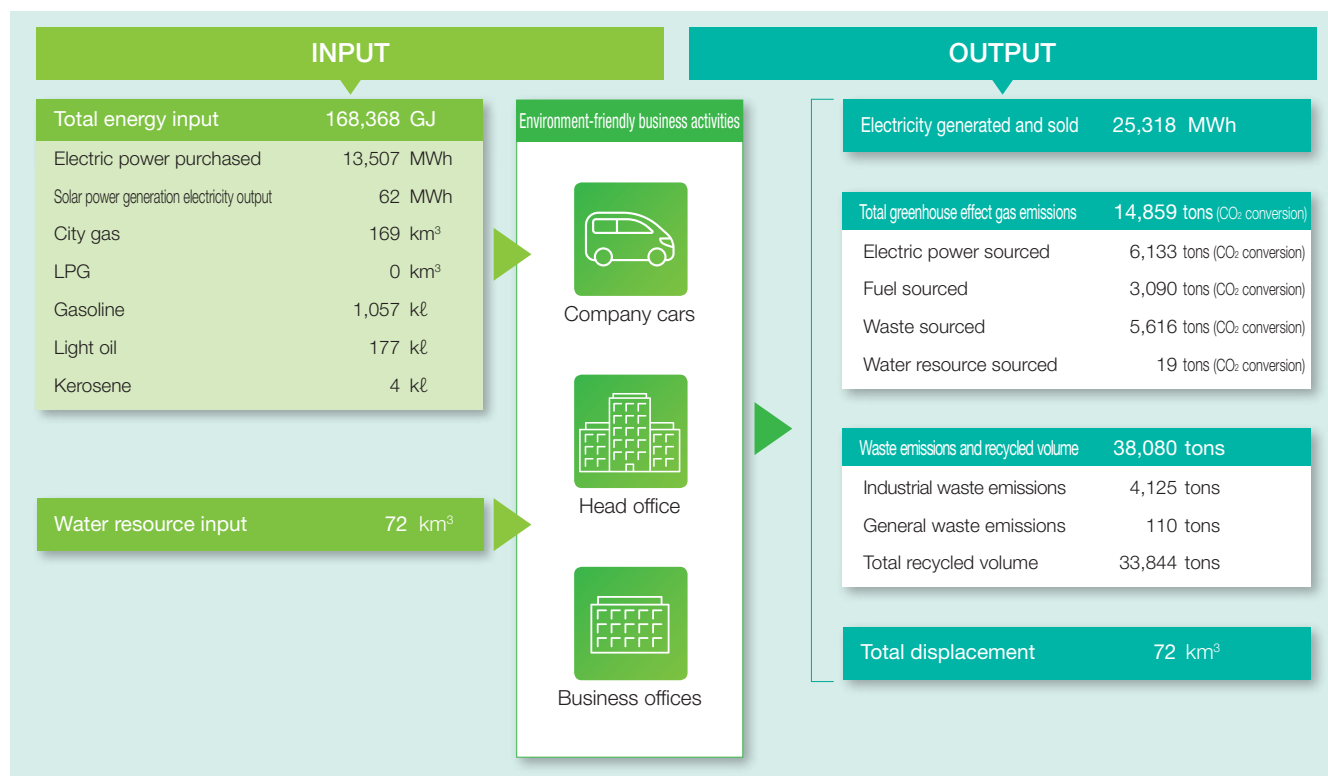 INPUT
OUTPUT
Total energy input 168,368 GJ
Electric power purchased 13,507 MWh
Solar power generation electricity output 62 MWh
City gas 169 km³
LPG 0 km³
Gasoline 1,057 kℓ
Light oil 177 kℓ
Kerosene 4 kℓ
Water resource input 72 km³
Environment-friendly business activities
Company cars
Head office
Business offices
Electricity generated and sold 25,318 MWh
Total greenhouse effect gas emissions 14,859 tons (CO₂ conversion)
Electric power sourced 6,133 tons (CO₂ conversion)
Fuel sourced 3,090 tons (CO₂ conversion)
Waste sourced 5,616 tons (CO₂ conversion)
Water resource sourced 19 tons (CO₂ conversion)
Waste emissions and recycled volume 38,080 tons
Industrial waste emissions 4,125 tons
General waste emissions 110 tons
Total recycled volume 33,844 tons
Total displacement 72 km³